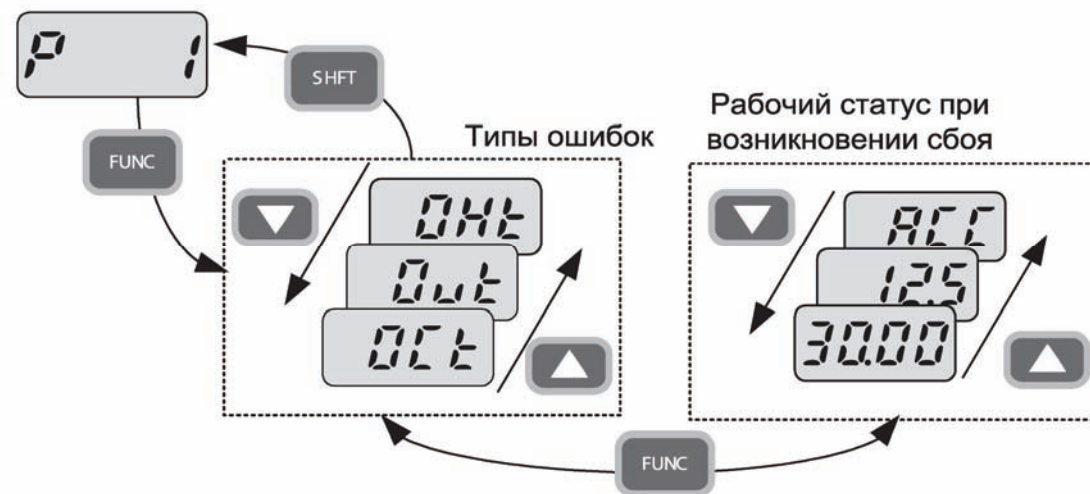 P 1
SHFT
FUNC
Типы ошибок
Рабочий статус при
возникновении сбоя
OHt
Out
OCt
ACC
12.5
30.00
FUNC